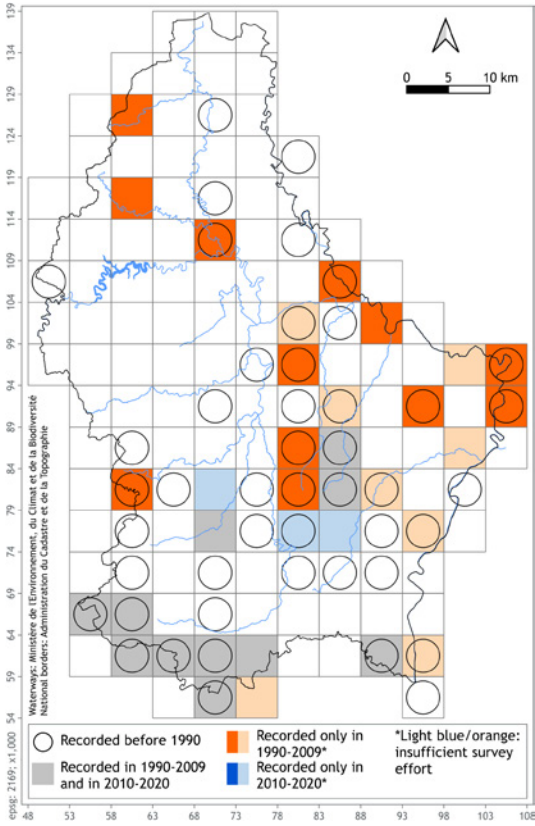 139
134
129
124
119
114
109
104
99
94
89
84
79
74
69
64
59
54
0 5 10 km
Waterways: Ministère de l'Environnement, du Climat et de la Biodiversité
National borders: Administration du Cadastre et de la Topographie
epsg: 2169; x1,000
Recorded before 1990
Recorded in 1990-2009
and in 2010-2020
Recorded only in
1990-2009*
Recorded only in
2010-2020*
*Light blue/orange:
insufficient survey
effort
48 53 58 63 68 73 78 83 88 93 98 103 108